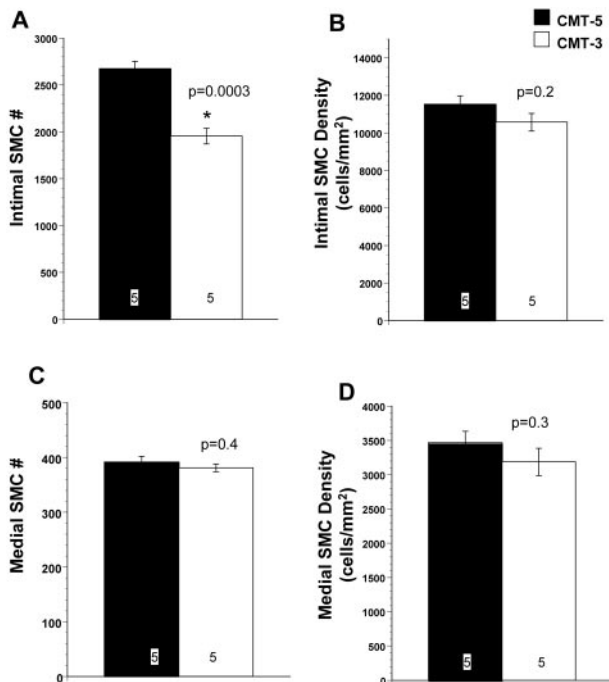 A
Intimal SMC #
3000
2500
2000
1500
1000
500
0
p=0.0003
*
5
5
B
CMT-5
CMT-3
Intimal SMC Density
(cells/mm²)
14000
12000
10000
8000
6000
4000
2000
0
p=0.2
5
5
C
Medial SMC #
500
400
300
200
100
0
p=0.4
5
5
D
Medial SMC Density
(cells/mm²)
4000
3500
3000
2500
2000
1500
1000
500
0
p=0.3
5
5